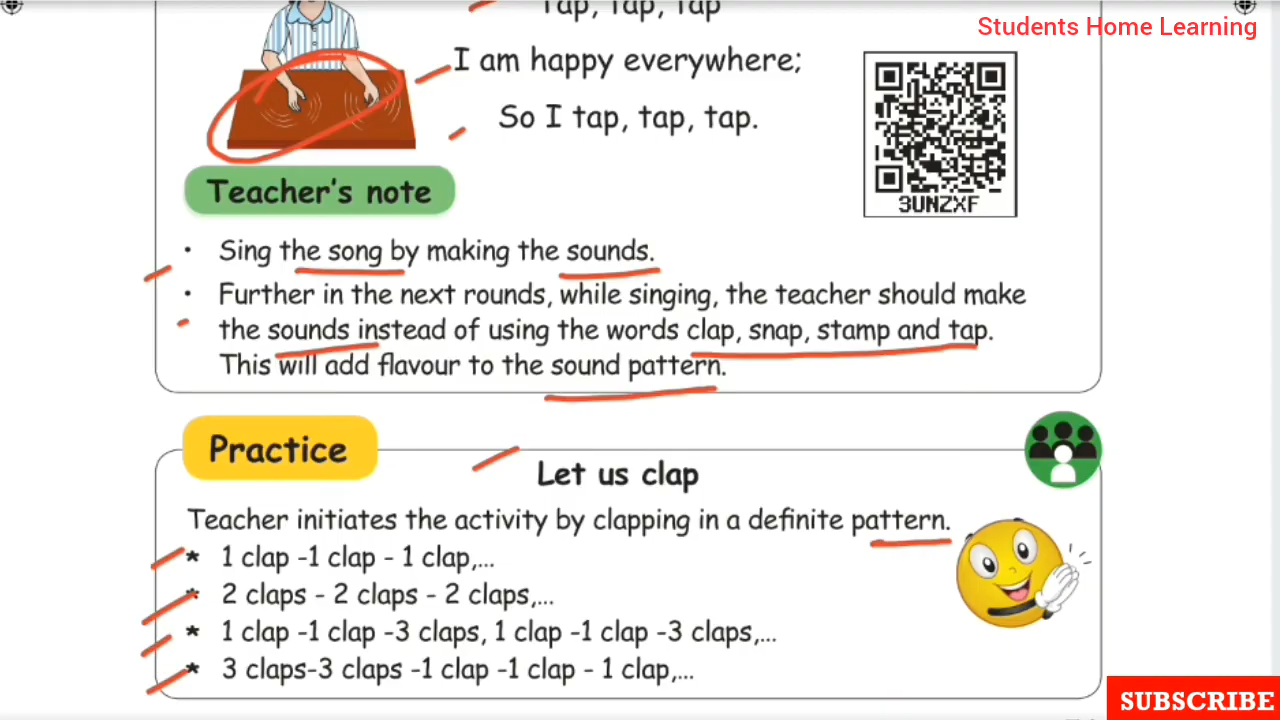 Tap, Tap, Tap
Students Home Learning
I am happy everywhere;
So I tap, tap, tap.
3UNZXF
Teacher's note
• Sing the song by making the sounds.
• Further in the next rounds, while singing, the teacher should make
the sounds instead of using the words clap, snap, stamp and tap.
This will add flavour to the sound pattern.
Practice
Let us clap
Teacher initiates the activity by clapping in a definite pattern.
* 1 clap -1 clap - 1 clap,...
* 2 claps - 2 claps - 2 claps,...
* 1 clap -1 clap -3 claps, 1 clap -1 clap -3 claps,...
* 3 claps-3 claps -1 clap -1 clap - 1 clap,...
SUBSCRIBE